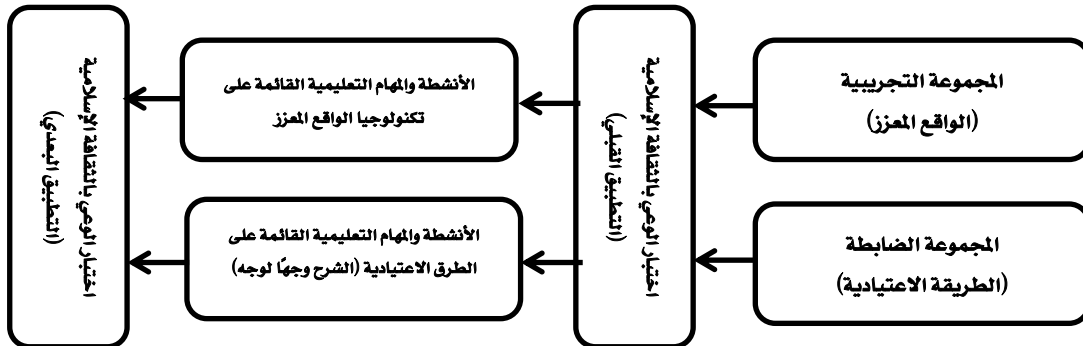 المجموعة التجريبية
(الواقع المعزز)
المجموعة الضابطة
(الطريقة الاعتيادية)
اختبار الوعي بالثقافة الإسلامية
(التطبيق القبلي)
الأنشطة والمهام التعليمية القائمة على
تكنولوجيا الواقع المعزز
الأنشطة والمهام التعليمية القائمة على
الطرق الاعتيادية (الشرح وجهًا لوجه)
اختبار الوعي بالثقافة الإسلامية
(التطبيق البعدي)